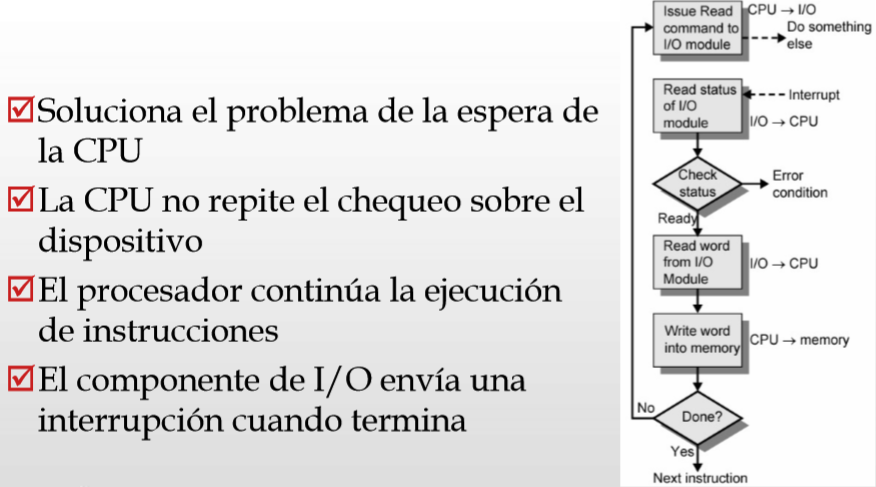 Soluciona el problema de la espera de
la CPU
La CPU no repite el chequeo sobre el
dispositivo
El procesador continúa la ejecución
de instrucciones
El componente de I/O envía una
interrupción cuando termina
Issue Read
command to
I/O module
CPU → I/O
Do something
else
Read status
of I/O
module
Interrupt
I/O → CPU
Check
status
Error
condition
Ready
Read word
from I/O
Module
I/O → CPU
Write word
into memory
CPU → memory
No
Done?
Yes
Next instruction